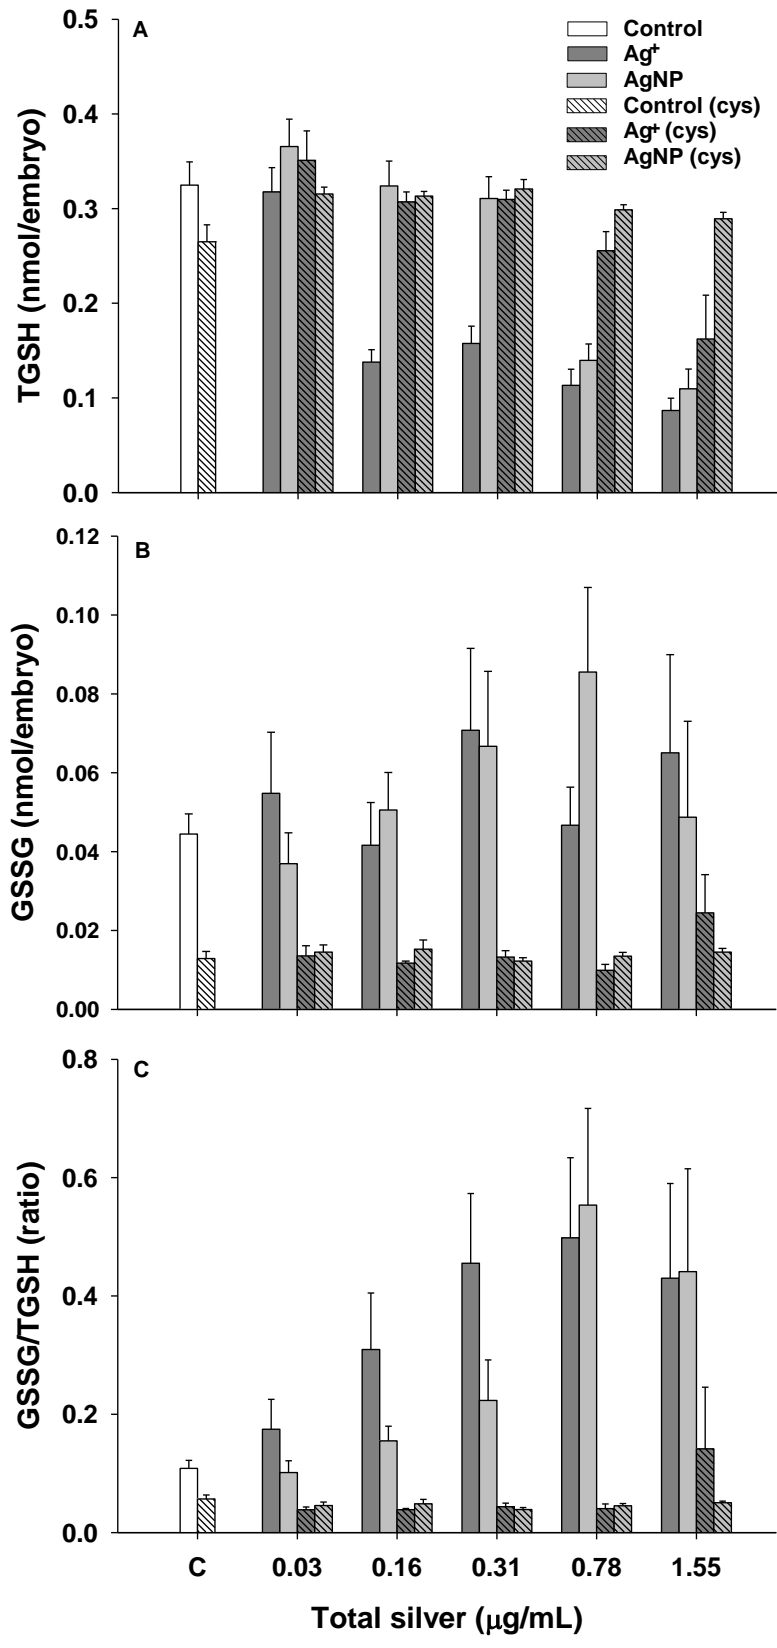 A
0.5
0.4
0.3
0.2
0.1
0.0
TGSH (nmol/embryo)
Control
Ag+
AgNP
Control (cys)
Ag+ (cys)
AgNP (cys)
B
0.12
0.10
0.08
0.06
0.04
0.02
0.00
GSSG (nmol/embryo)
C
0.8
0.6
0.4
0.2
0.0
GSSG/TGSH (ratio)
C 0.03 0.16 0.31 0.78 1.55
Total silver (μg/mL)